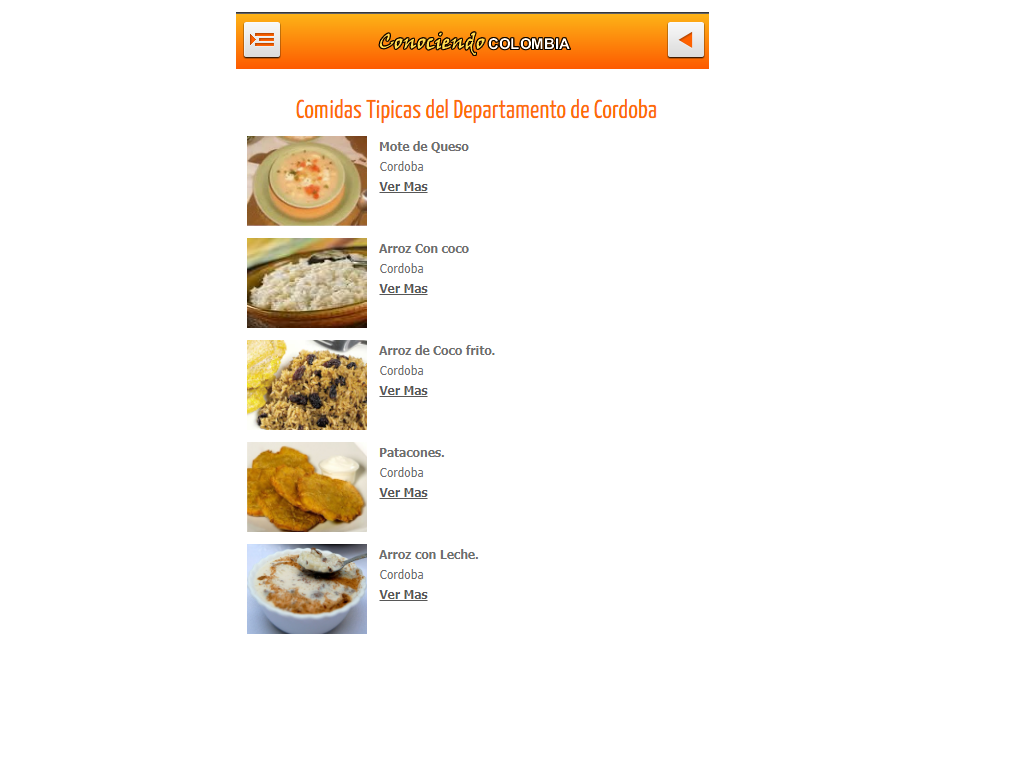 Conociendo COLOMBIA
Comidas Tipicas del Departamento de Cordoba
Mote de Queso
Cordoba
Ver Mas
Arroz Con coco
Cordoba
Ver Mas
Arroz de Coco frito.
Cordoba
Ver Mas
Patacones.
Cordoba
Ver Mas
Arroz con Leche.
Cordoba
Ver Mas